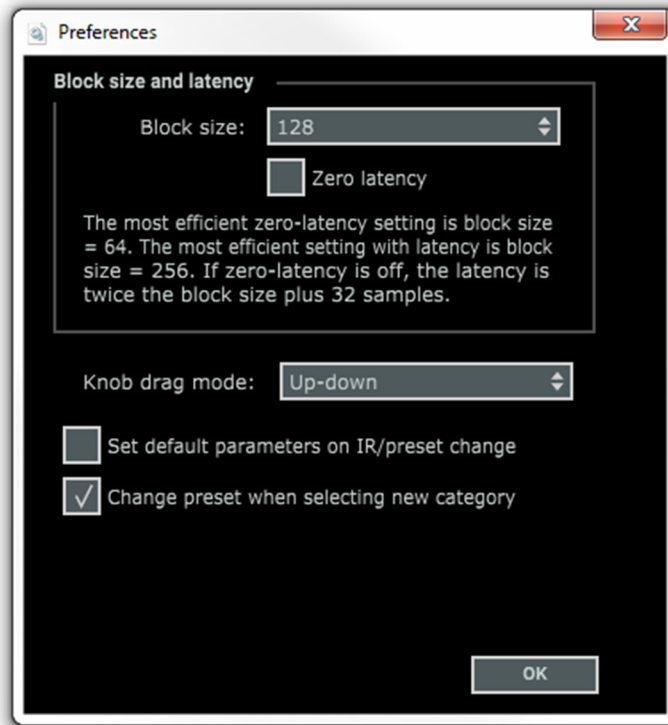 Preferences
Block size and latency
Block size: 128
Zero latency
The most efficient zero-latency setting is block size
= 64. The most efficient setting with latency is block
size = 256. If zero-latency is off, the latency is
twice the block size plus 32 samples.
Knob drag mode: Up-down
Set default parameters on IR/preset change
Change preset when selecting new category
OK